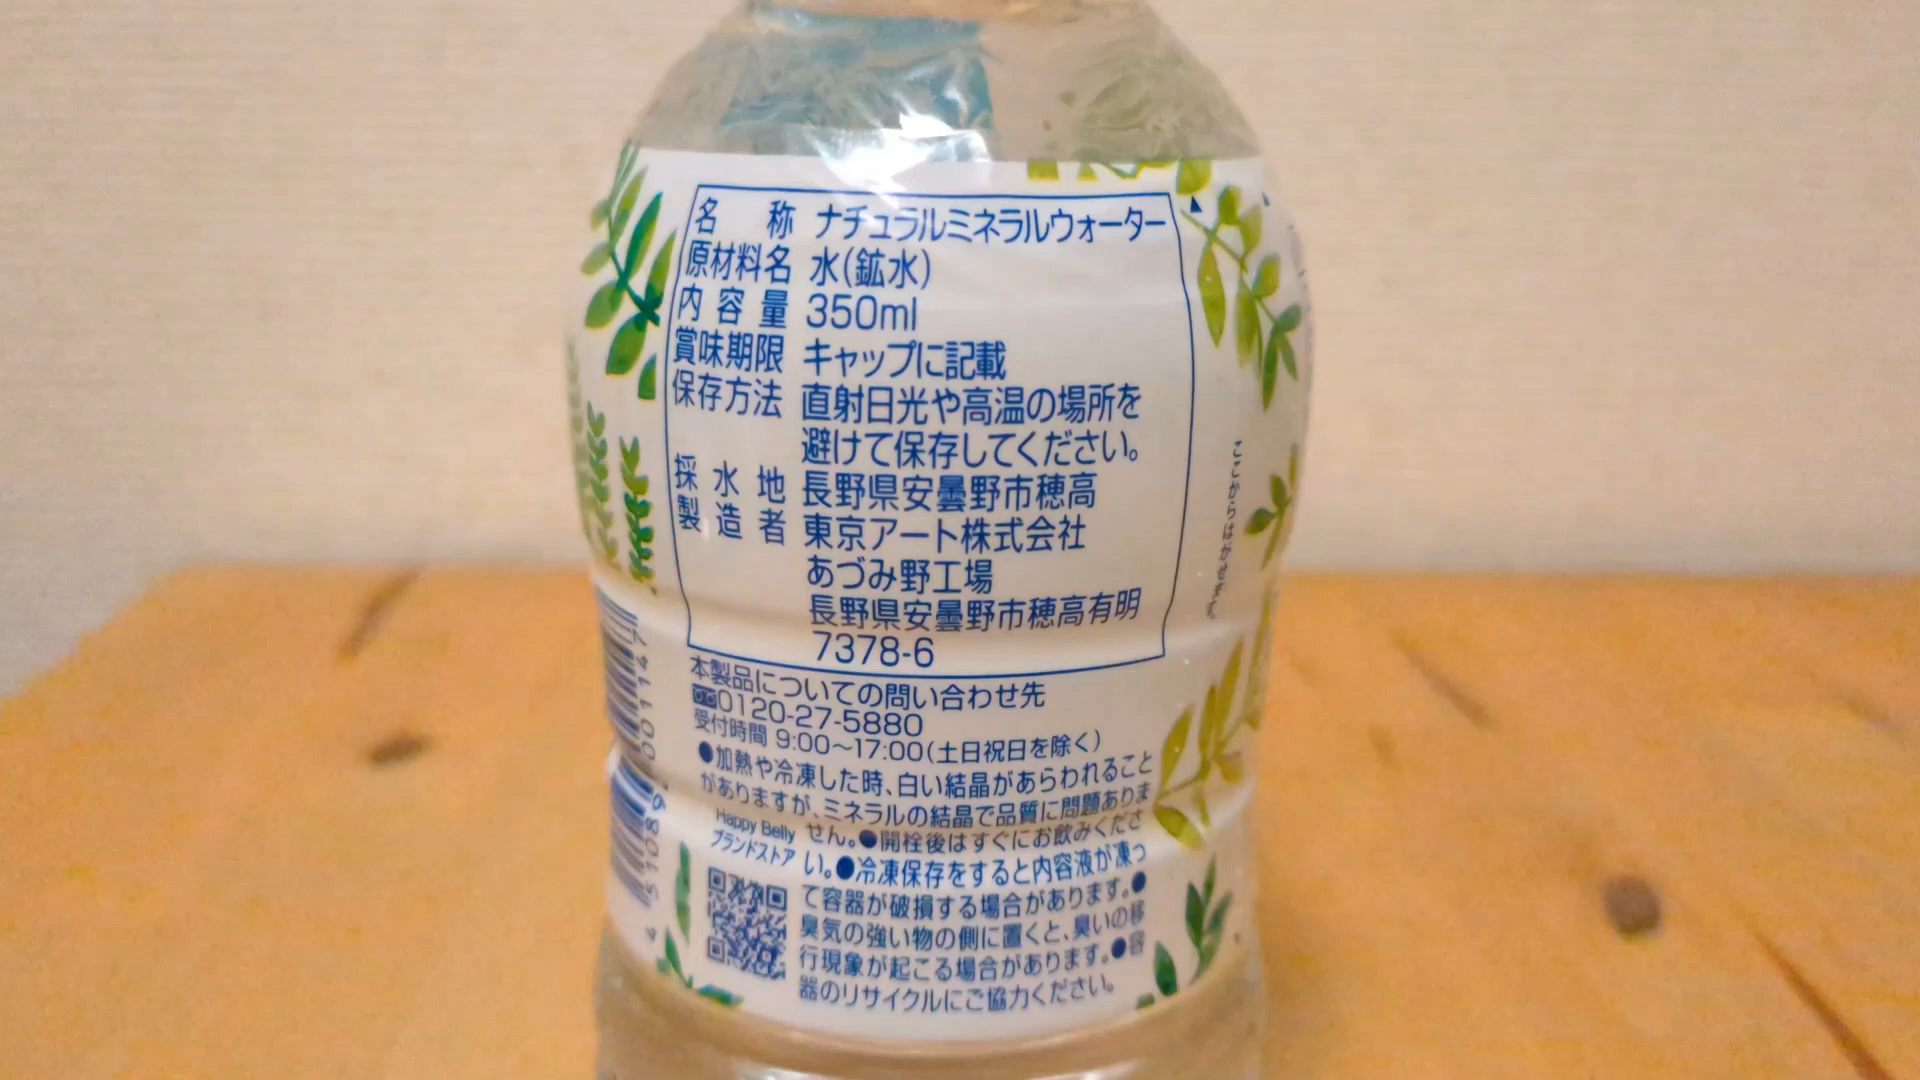 名称 ナチュラルミネラルウォーター
原材料名 水(鉱水)
内容量 350ml
賞味期限 キャップに記載
保存方法 直射日光や高温の場所を
避けて保存してください。
採水地 長野県安曇野市穂高
製造者 東京アート株式会社
あづみ野工場
長野県安曇野市穂高有明
7378-6
本製品についての問い合わせ先
0120-27-5880
受付時間 9:00～17:00(土日祝日を除く)
●加熱や冷凍した時、白い結晶があらわれること
がありますが、ミネラルの結晶で品質に問題ありま
せん。●開栓後はすぐにお飲みくださ
い。●冷凍保存をすると内容液が凍っ
て容器が破損する場合があります。●
臭気の強い物の側に置くと、臭いの移
行現象が起こる場合があります。●容
器のリサイクルにご協力ください。
Happy Belly
ブランドストア
ここからはがせます。